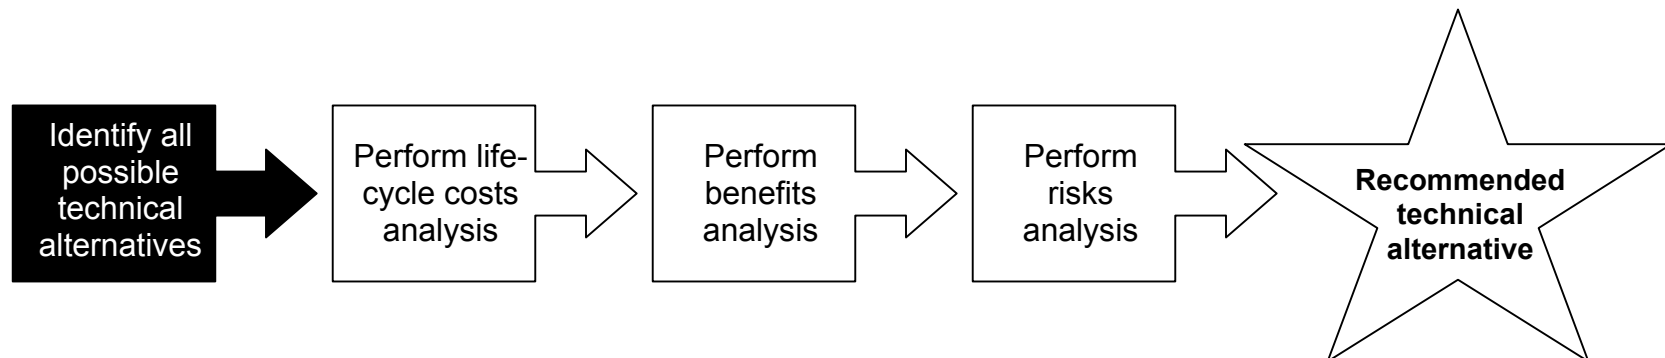 Identify all
possible
technical
alternatives
Perform life-
cycle costs
analysis
Perform
benefits
analysis
Perform
risks
analysis
Recommended
technical
alternative